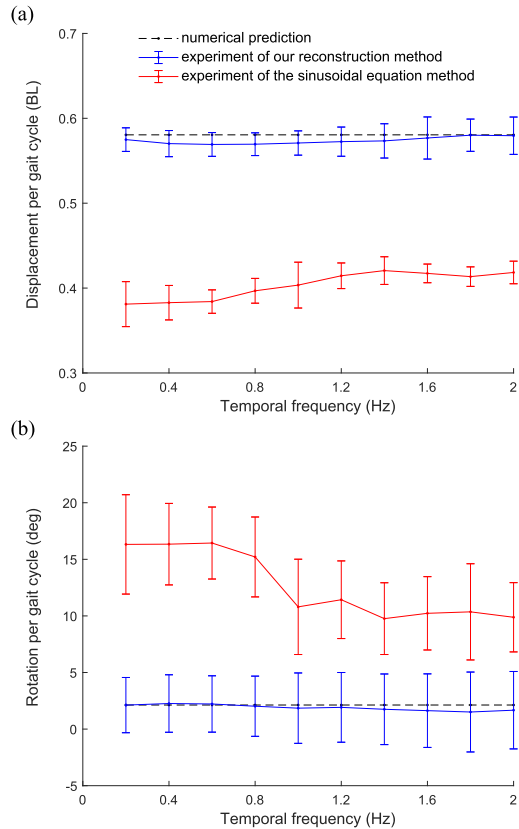 (a)
0.7
numerical prediction
experiment of our reconstruction method
experiment of the sinusoidal equation method
0.6
0.5
0.4
0.3
Displacement per gait cycle (BL)
0 0.4 0.8 1.2 1.6 2
Temporal frequency (Hz)
(b)
25
20
15
10
5
0
-5
Rotation per gait cycle (deg)
0 0.4 0.8 1.2 1.6 2
Temporal frequency (Hz)